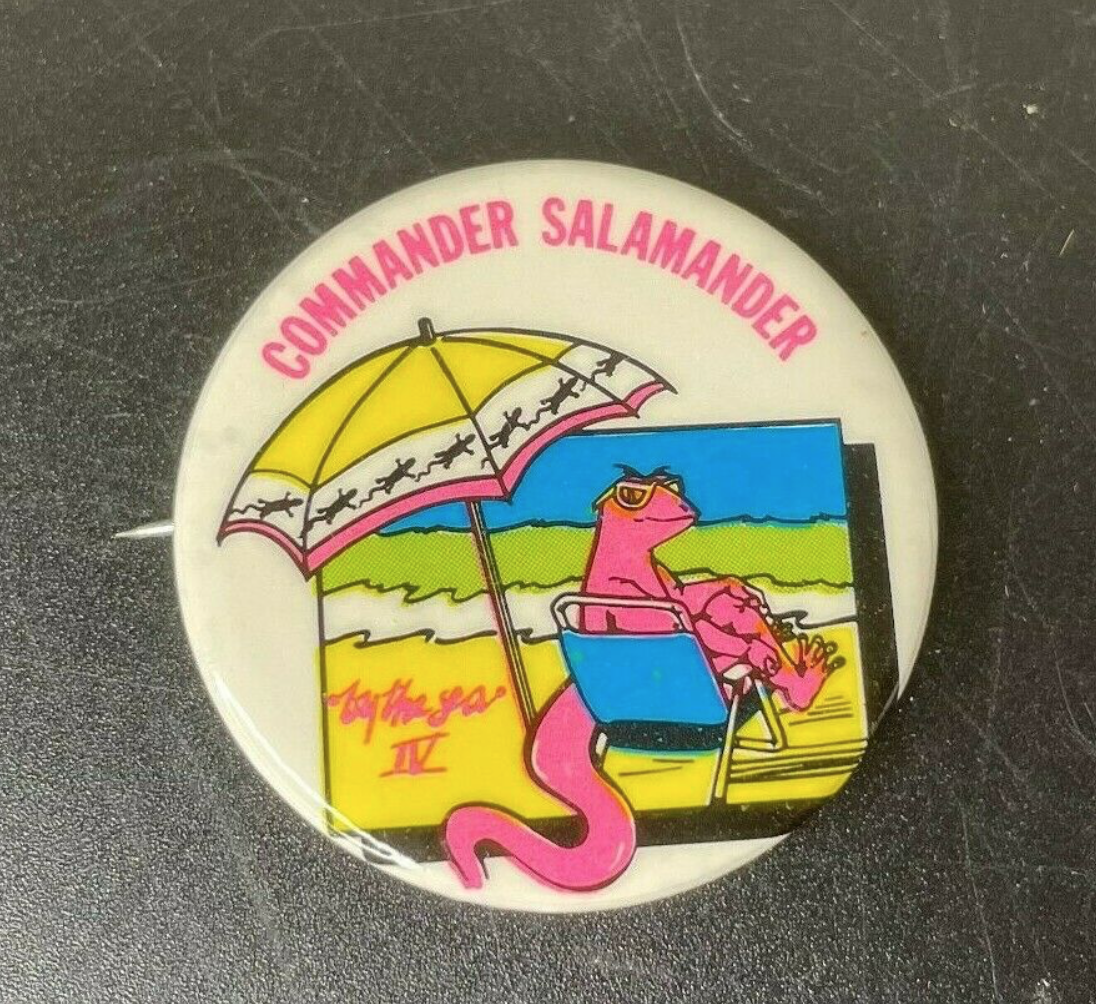 COMMANDER SALAMANDER
"by the sea"
IV